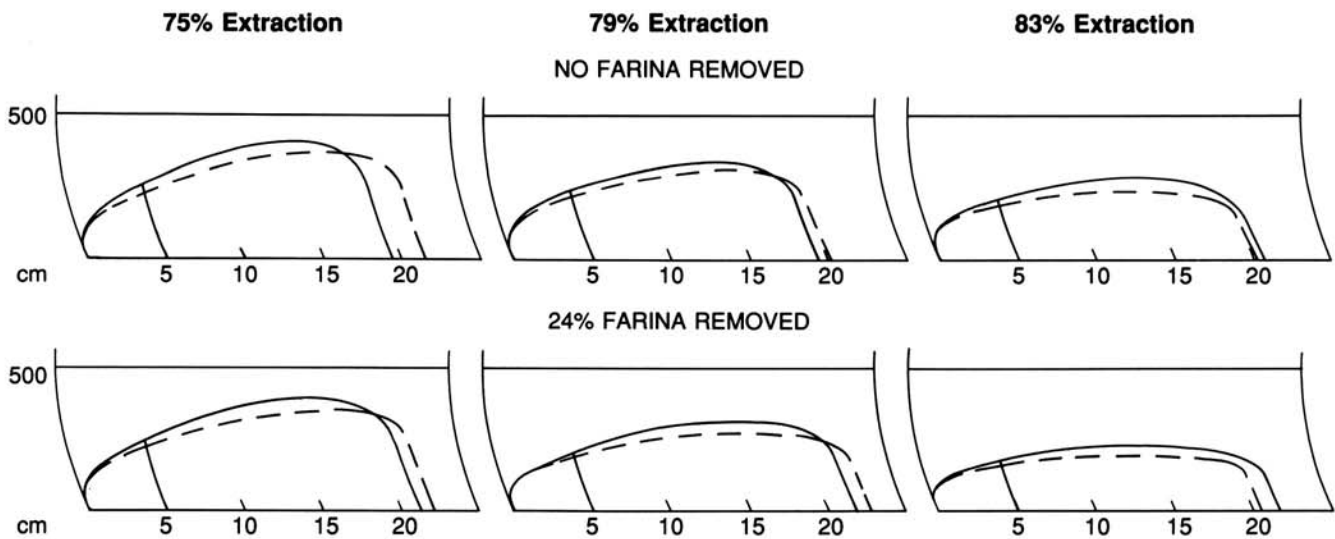 75% Extraction 79% Extraction 83% Extraction
NO FARINA REMOVED
500
cm 5 10 15 20 5 10 15 20 5 10 15 20
24% FARINA REMOVED
500
cm 5 10 15 20 5 10 15 20 5 10 15 20